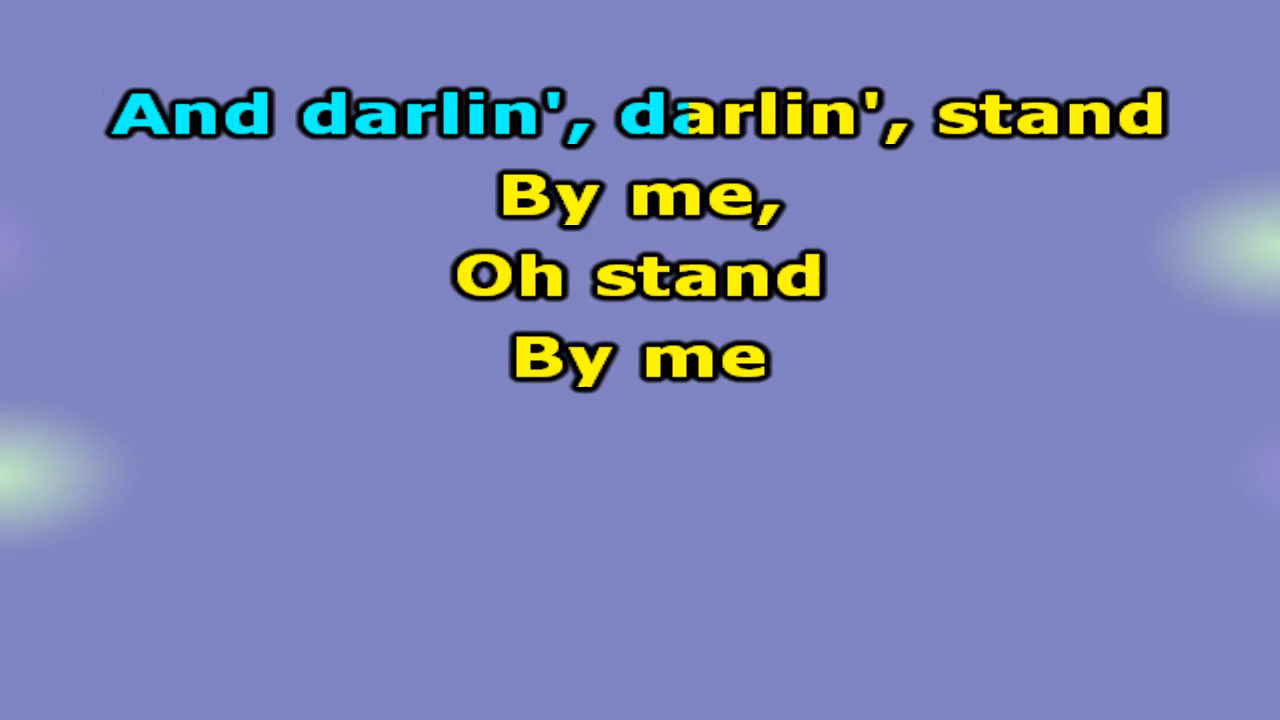 And darlin', darlin', stand
By me,
Oh stand
By me